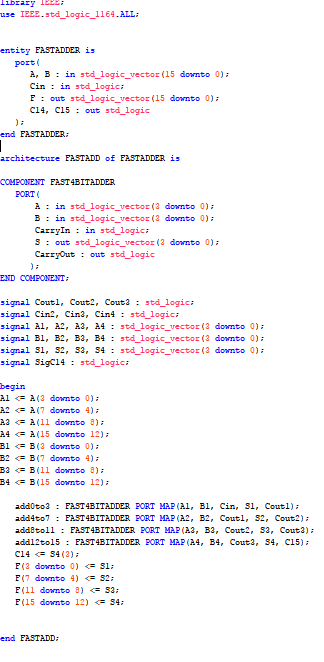 library IEEE;
use IEEE.std_logic_1164.ALL;
entity FASTADDER is
port(
A, B : in std_logic_vector(15 downto 0);
Cin : in std_logic;
F : out std_logic_vector(15 downto 0);
C14, C15 : out std_logic
);
end FASTADDER;
architecture FASTADD of FASTADDER is
COMPONENT FAST4BITADDER
PORT(
A : in std_logic_vector(3 downto 0);
B : in std_logic_vector(3 downto 0);
CarryIn : in std_logic;
S : out std_logic_vector(3 downto 0);
CarryOut : out std_logic
);
END COMPONENT;
signal Cout1, Cout2, Cout3 : std_logic;
signal Cin2, Cin3, Cin4 : std_logic;
signal A1, A2, A3, A4 : std_logic_vector(3 downto 0);
signal B1, B2, B3, B4 : std_logic_vector(3 downto 0);
signal S1, S2, S3, S4 : std_logic_vector(3 downto 0);
signal SigC14 : std_logic;
begin
A1 <= A(3 downto 0);
A2 <= A(7 downto 4);
A3 <= A(11 downto 8);
A4 <= A(15 downto 12);
B1 <= B(3 downto 0);
B2 <= B(7 downto 4);
B3 <= B(11 downto 8);
B4 <= B(15 downto 12);
add0to3 : FAST4BITADDER PORT MAP(A1, B1, Cin, S1, Cout1);
add4to7 : FAST4BITADDER PORT MAP(A2, B2, Cout1, S2, Cout2);
add8to11 : FAST4BITADDER PORT MAP(A3, B3, Cout2, S3, Cout3);
add12to15 : FAST4BITADDER PORT MAP(A4, B4, Cout3, S4, C15);
C14 <= S4(3);
F(3 downto 0) <= S1;
F(7 downto 4) <= S2;
F(11 downto 8) <= S3;
F(15 downto 12) <= S4;
end FASTADD;